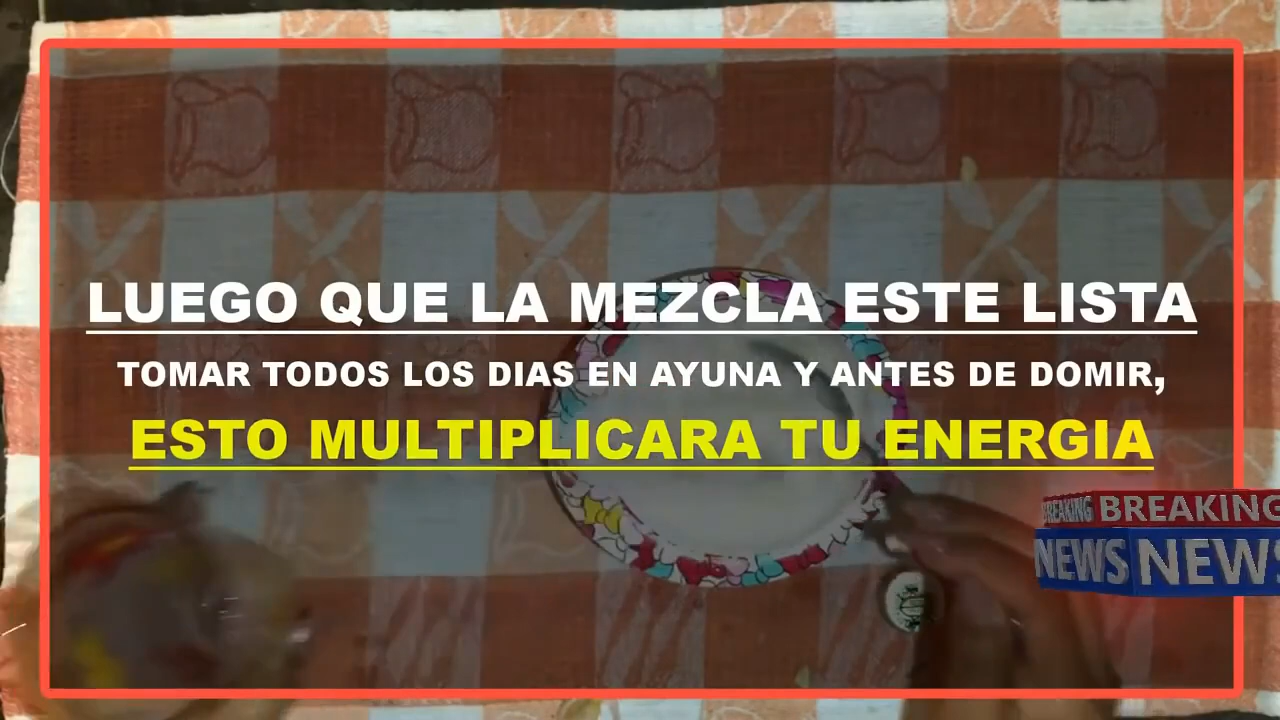 LUEGO QUE LA MEZCLA ESTE LISTA
TOMAR TODOS LOS DIAS EN AYUNA Y ANTES DE DOMIR,
ESTO MULTIPLICARA TU ENERGIA
BREAKING BREAKING
NEWS NEWS